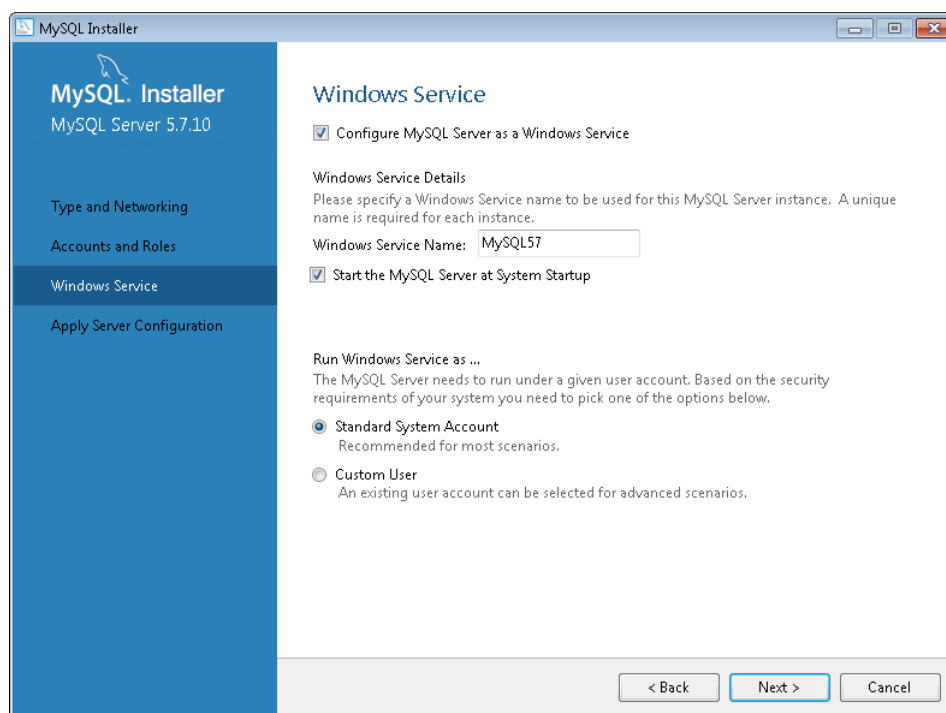 MySQL Installer
MySQL. Installer
MySQL Server 5.7.10
Type and Networking
Accounts and Roles
Windows Service
Apply Server Configuration
Windows Service
Configure MySQL Server as a Windows Service
Windows Service Details
Please specify a Windows Service name to be used for this MySQL Server instance. A unique
name is required for each instance.
Windows Service Name: MySQL57
Start the MySQL Server at System Startup
Run Windows Service as ...
The MySQL Server needs to run under a given user account. Based on the security
requirements of your system you need to pick one of the options below.
Standard System Account
Recommended for most scenarios.
Custom User
An existing user account can be selected for advanced scenarios.
< Back Next > Cancel